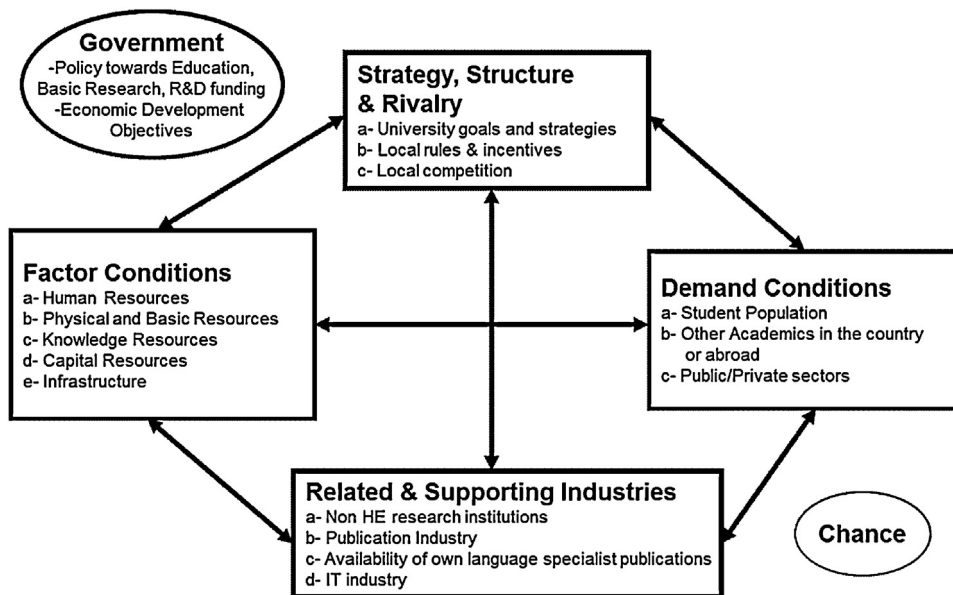 Government
-Policy towards Education,
Basic Research, R&D funding
-Economic Development
Objectives
Strategy, Structure
& Rivalry
a- University goals and strategies
b- Local rules & incentives
c- Local competition
Factor Conditions
a- Human Resources
b- Physical and Basic Resources
c- Knowledge Resources
d- Capital Resources
e- Infrastructure
Demand Conditions
a- Student Population
b- Other Academics in the country
or abroad
c- Public/Private sectors
Related & Supporting Industries
a- Non HE research institutions
b- Publication Industry
c- Availability of own language specialist publications
d- IT industry
Chance